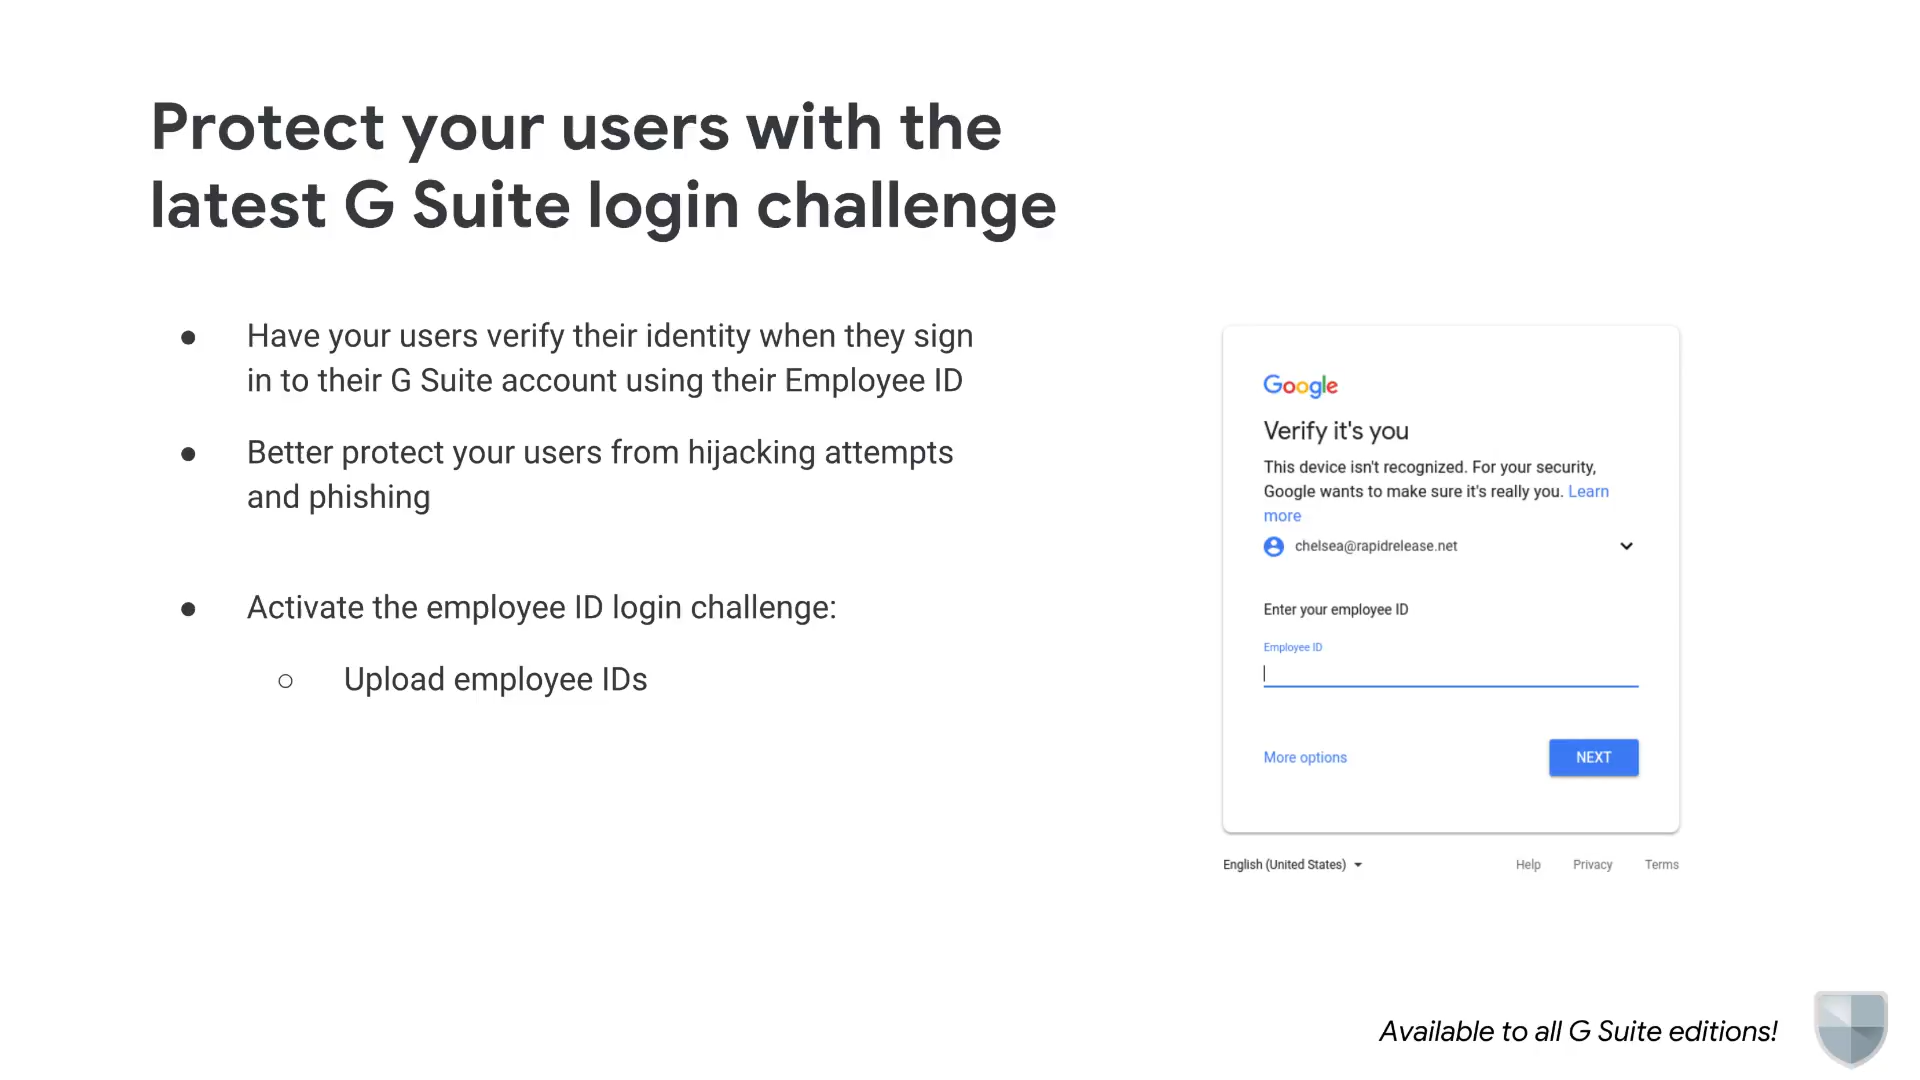 Protect your users with the
latest G Suite login challenge
● Have your users verify their identity when they sign
in to their G Suite account using their Employee ID
● Better protect your users from hijacking attempts
and phishing
● Activate the employee ID login challenge:
○ Upload employee IDs
Google
Verify it's you
This device isn't recognized. For your security,
Google wants to make sure it's really you. Learn
more
chelsea@rapidrelease.net
Enter your employee ID
Employee ID
More options
NEXT
English (United States)
Help
Privacy
Terms
Available to all G Suite editions!